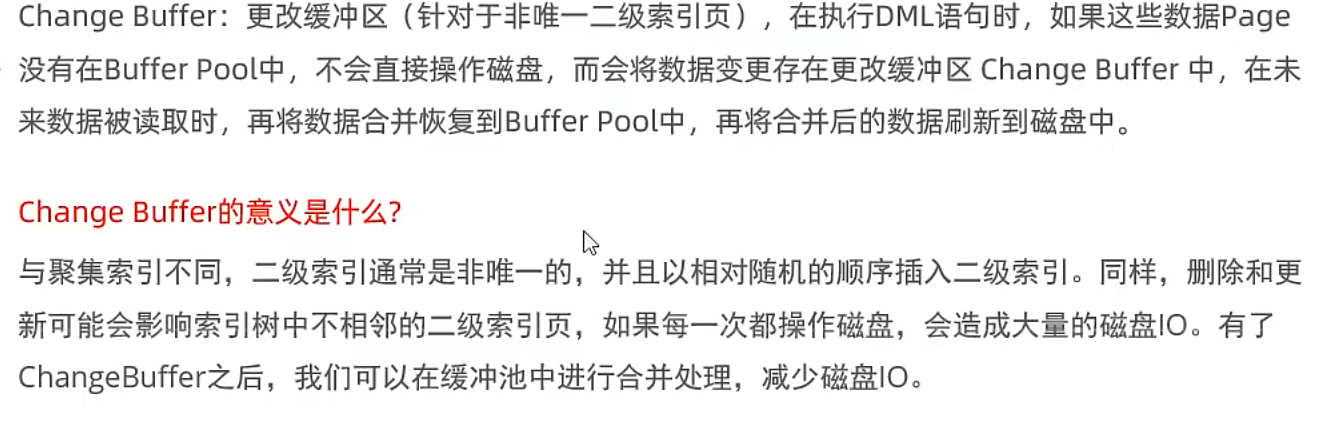 Change Buffer：更改缓冲区（针对于非唯一二级索引页），在执行DML语句时，如果这些数据Page
没有在Buffer Pool中，不会直接操作磁盘，而会将数据变更存在更改缓冲区 Change Buffer 中，在未
来数据被读取时，再将数据合并恢复到Buffer Pool中，再将合并后的数据刷新到磁盘中。
Change Buffer的意义是什么?
与聚集索引不同，二级索引通常是非唯一的，并且以相对随机的顺序插入二级索引。同样，删除和更
新可能会影响索引树中不相邻的二级索引页，如果每一次都操作磁盘，会造成大量的磁盘IO。有了
ChangeBuffer之后，我们可以在缓冲池中进行合并处理，减少磁盘IO。